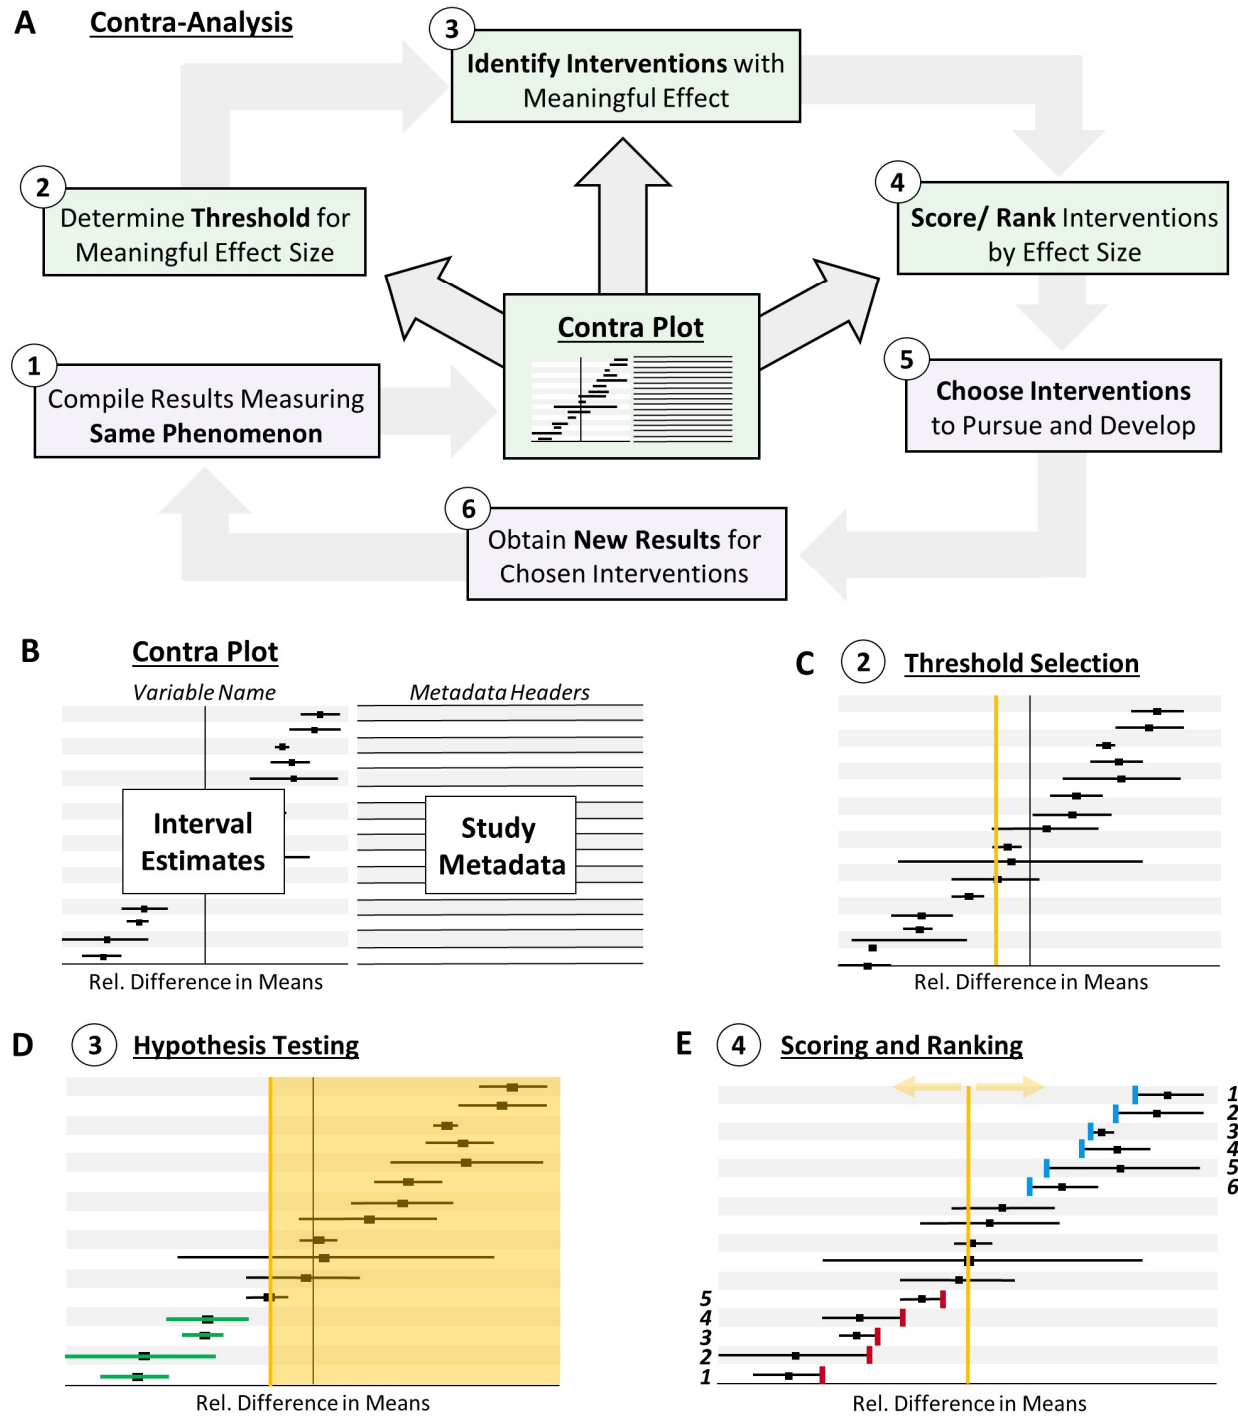 A
Contra-Analysis
3
Identify Interventions with
Meaningful Effect
2
Determine Threshold for
Meaningful Effect Size
4
Score/ Rank Interventions
by Effect Size
Contra Plot
1
Compile Results Measuring
Same Phenomenon
5
Choose Interventions
to Pursue and Develop
6
Obtain New Results for
Chosen Interventions
B
Contra Plot
Variable Name
Metadata Headers
Interval
Estimates
Study
Metadata
Rel. Difference in Means
C
2
Threshold Selection
Rel. Difference in Means
D
3
Hypothesis Testing
Rel. Difference in Means
E
4
Scoring and Ranking
1
2
3
4
5
6
5
4
3
2
1
Rel. Difference in Means